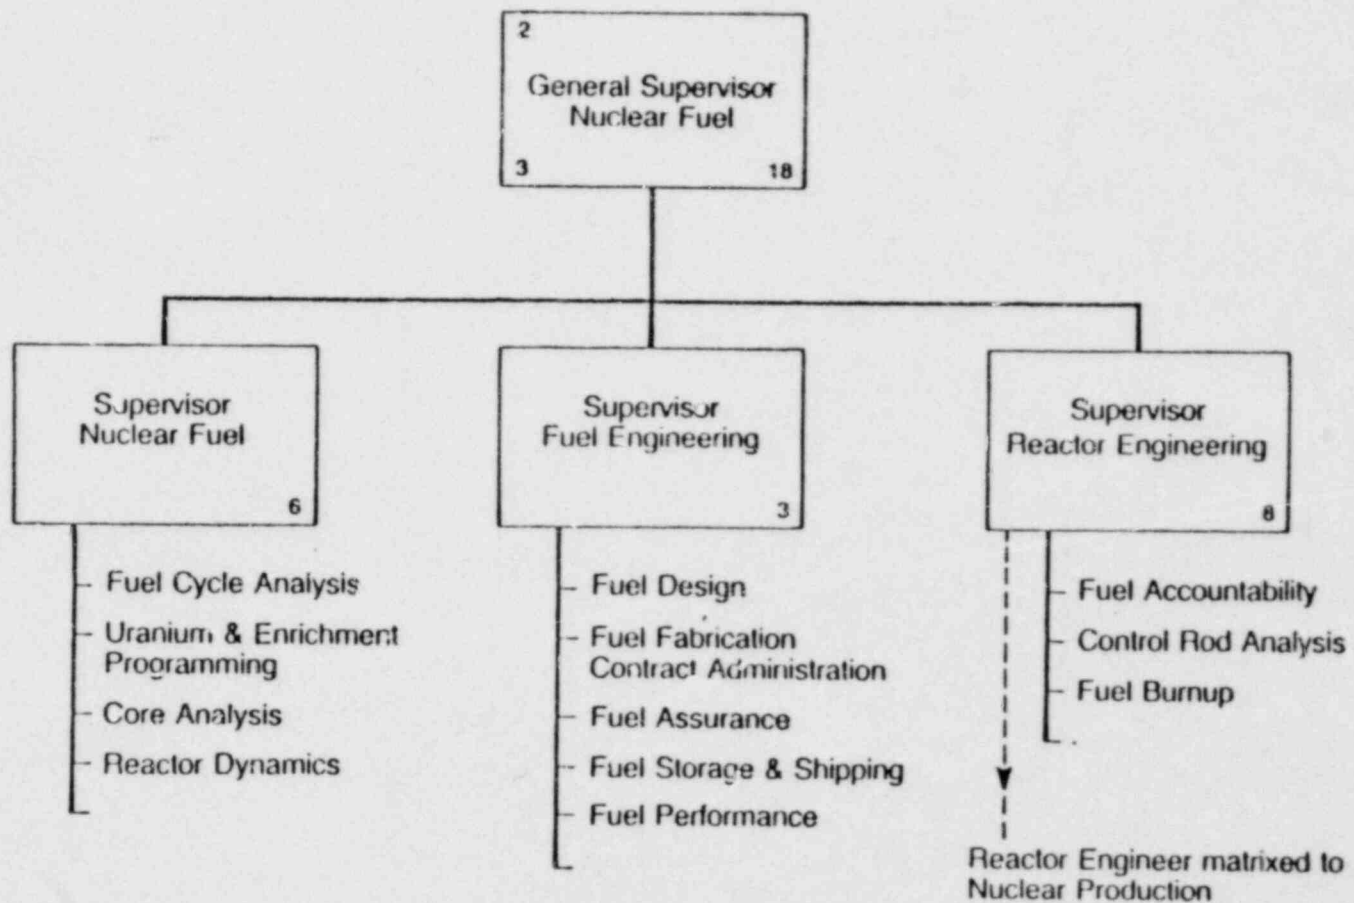 2
General Supervisor
Nuclear Fuel
3
18
Supervisor
Nuclear Fuel
6
Fuel Cycle Analysis
Uranium & Enrichment
Programming
Core Analysis
Reactor Dynamics
Supervisor
Fuel Engineering
3
Fuel Design
Fuel Fabrication
Contract Administration
Fuel Assurance
Fuel Storage & Shipping
Fuel Performance
Supervisor
Reactor Engineering
Fuel Accountability
Control Rod Analysis
Fuel Burnup
Reactor Engineer matrixed to
Nuclear Production